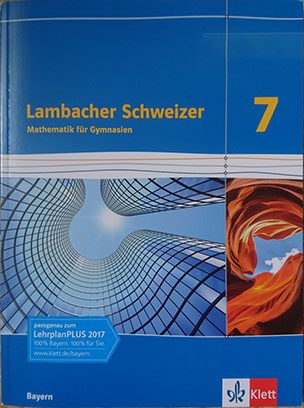 Lambacher Schweizer
7
Mathematik für Gymnasien
passgenau zum
LehrplanPLUS 2017
100% Bayern. 100% für Sie.
www.klett.de/bayern
Bayern
Klett